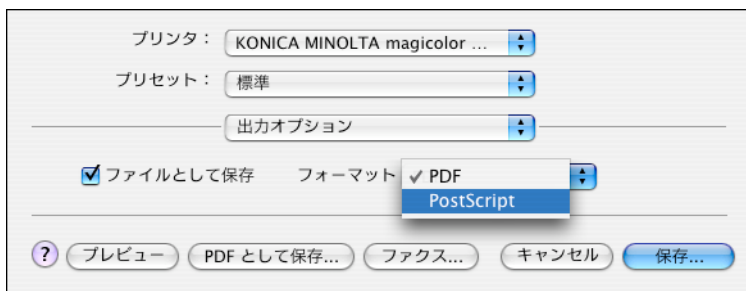 プリンタ： KONICA MINOLTA magicolor ...
プリセット： 標準
出力オプション
ファイルとして保存 フォーマット ✓ PDF
PostScript
? プレビュー PDF として保存... ファクス... キャンセル 保存...